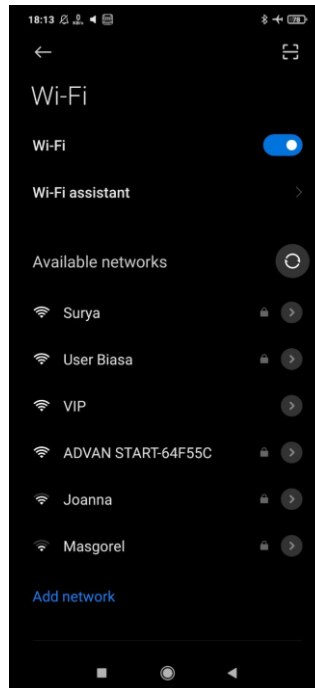 18:13
78
Wi-Fi
Wi-Fi
Wi-Fi assistant
Available networks
Surya
User Biasa
VIP
ADVAN START-64F55C
Joanna
Masgorel
Add network